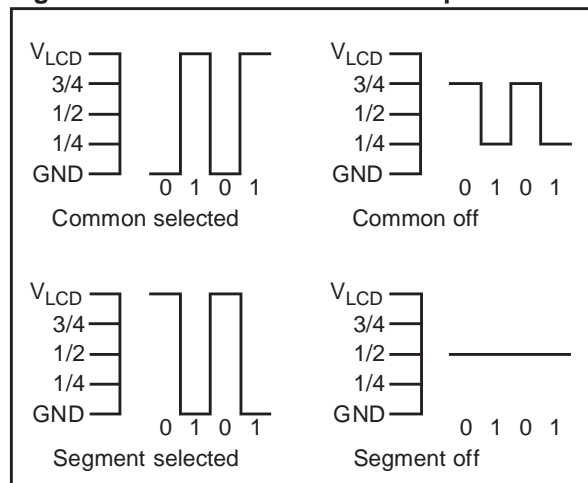 V_LCD
3/4
1/2
1/4
GND
0 1 0 1
Common selected
V_LCD
3/4
1/2
1/4
GND
0 1 0 1
Common off
V_LCD
3/4
1/2
1/4
GND
0 1 0 1
Segment selected
V_LCD
3/4
1/2
1/4
GND
0 1 0 1
Segment off